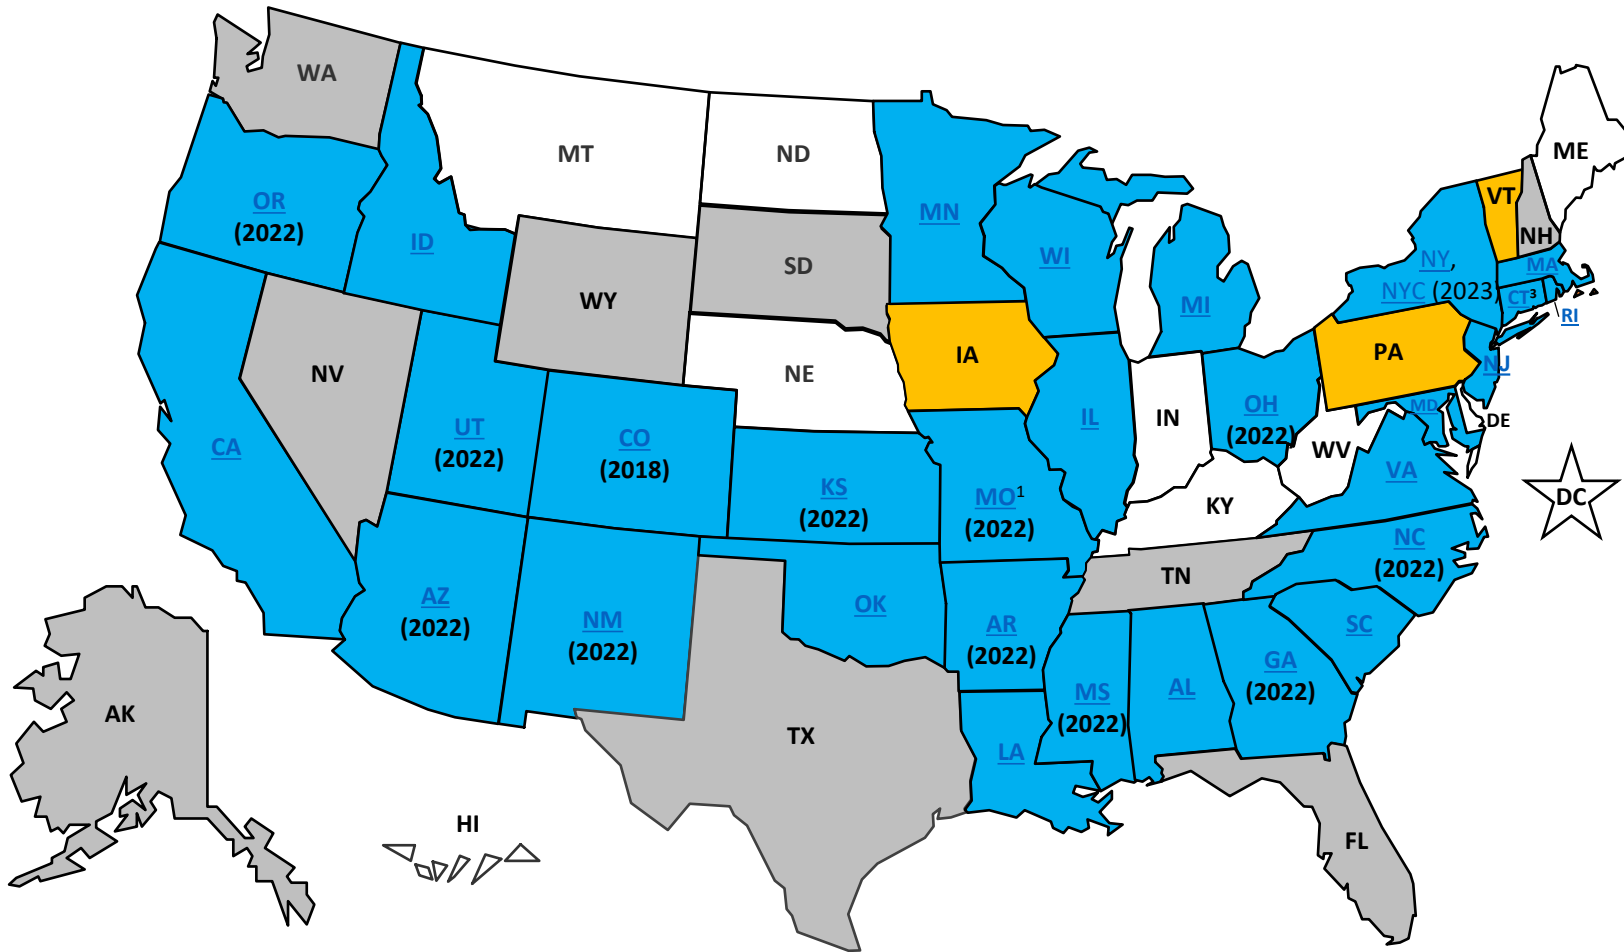 WA
MT
ND
ME
VT
OR
(2022)
ID
MN
NH
WI
NY,
MA
SD
WY
MI
NYC (2023)
CT³
RI
IA
PA
NV
NE
NJ
CA
UT
(2022)
CO
(2018)
IL
IN
OH
(2022)
MD
DE
WV
VA
KS
(2022)
MO¹
(2022)
KY
DC
NC
(2022)
TN
AZ
(2022)
NM
(2022)
OK
AR
(2022)
SC
GA
(2022)
MS
(2022)
AL
AK
TX
LA
HI
FL